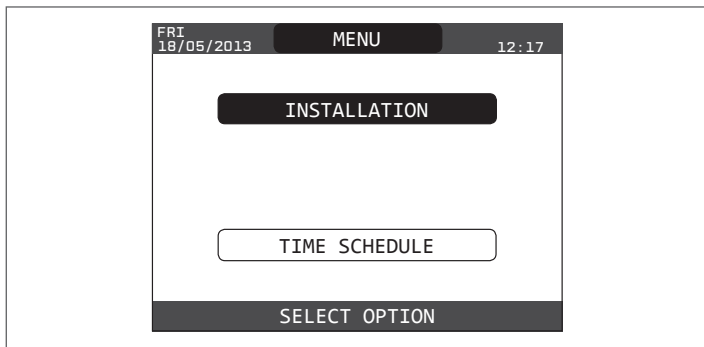 FRI
18/05/2013 MENU 12:17
INSTALLATION
TIME SCHEDULE
SELECT OPTION